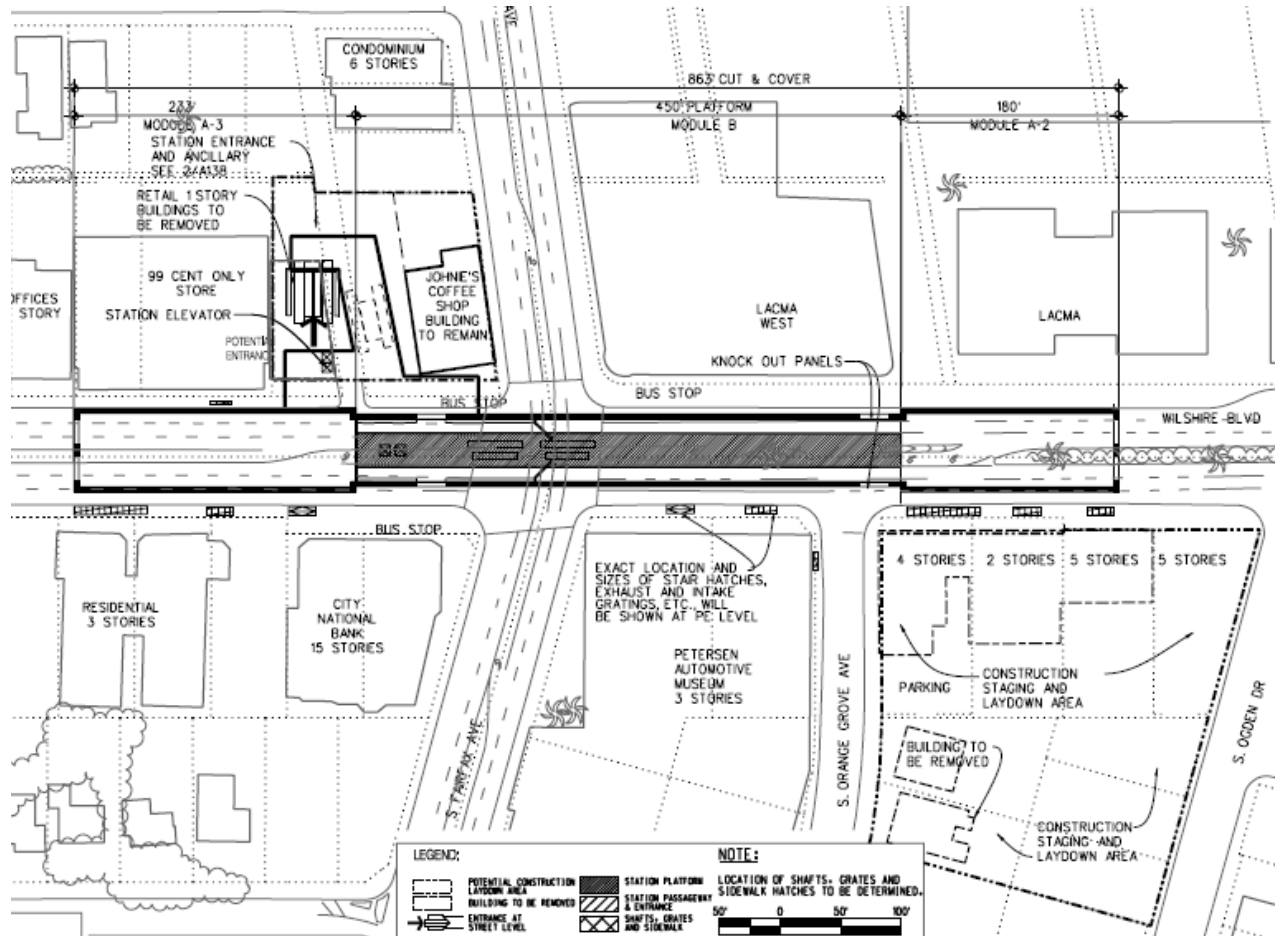 AVE
CONDOMINIUM
6 STORIES
863' CUT & COVER
233'
MODULE A-3
450' PLATFORM
MODULE B
180'
MODULE A-2
STATION ENTRANCE
AND ANCILLARY
SEE 2/A138
RETAIL 1 STORY
BUILDINGS TO
BE REMOVED
99 CENT ONLY
STORE
OFFICES
STORY
STATION ELEVATOR
POTENTIA
ENTRANC
JOHNIE'S
COFFEE
SHOP
BUILDING
TO REMAIN
LACMA
WEST
LACMA
KNOCK OUT PANELS
BUS STOP
BUS STOP
WILSHIRE BLVD
BUS STOP
RESIDENTIAL
3 STORIES
CITY
NATIONAL
BANK
15 STORIES
S. FAIRFAX AVE
EXACT LOCATION AND
SIZES OF STAIR HATCHES,
EXHAUST AND INTAKE
GRATINGS, ETC., WILL
BE SHOWN AT PE LEVEL
PETERSEN
AUTOMOTIVE
MUSEUM
3 STORIES
S. ORANGE GROVE AVE
4 STORIES
2 STORIES
5 STORIES
5 STORIES
PARKING
CONSTRUCTION
STAGING AND
LAYDOWN AREA
BUILDING TO
BE REMOVED
CONSTRUCTION
STAGING AND
LAYDOWN AREA
S. OGDEN DR
LEGEND:
POTENTIAL CONSTRUCTION
LAYDOWN AREA
BUILDING TO BE REMOVED
ENTRANCE AT
STREET LEVEL
STATION PLATFORM
STATION PASSAGEWAY
& ENTRANCE
SHAFTS, GRATES
AND SIDEWALK
NOTE:
LOCATION OF SHAFTS, GRATES AND
SIDEWALK HATCHES TO BE DETERMINED.
50' 0 50' 100'